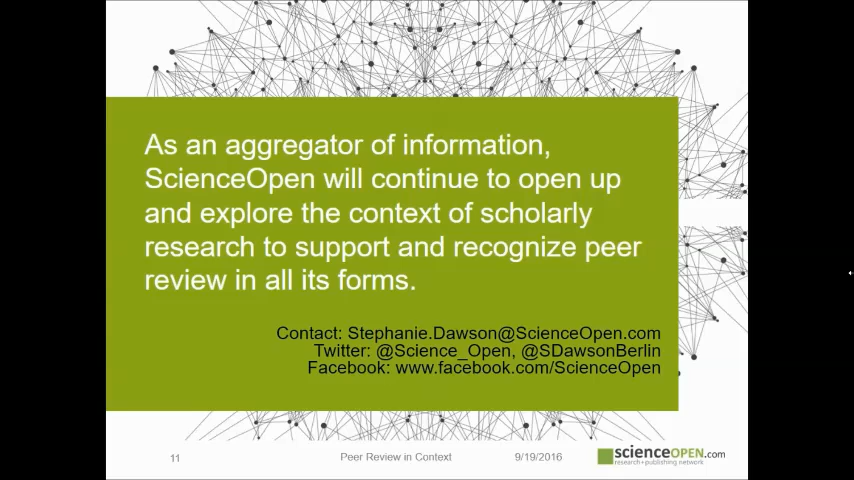 As an aggregator of information,
ScienceOpen will continue to open up
and explore the context of scholarly
research to support and recognize peer
review in all its forms.
Contact: Stephanie.Dawson@ScienceOpen.com
Twitter: @Science_Open, @SDawsonBerlin
Facebook: www.facebook.com/ScienceOpen
11 Peer Review in Context 9/19/2016 scienceOPEN.com
research+publishing network